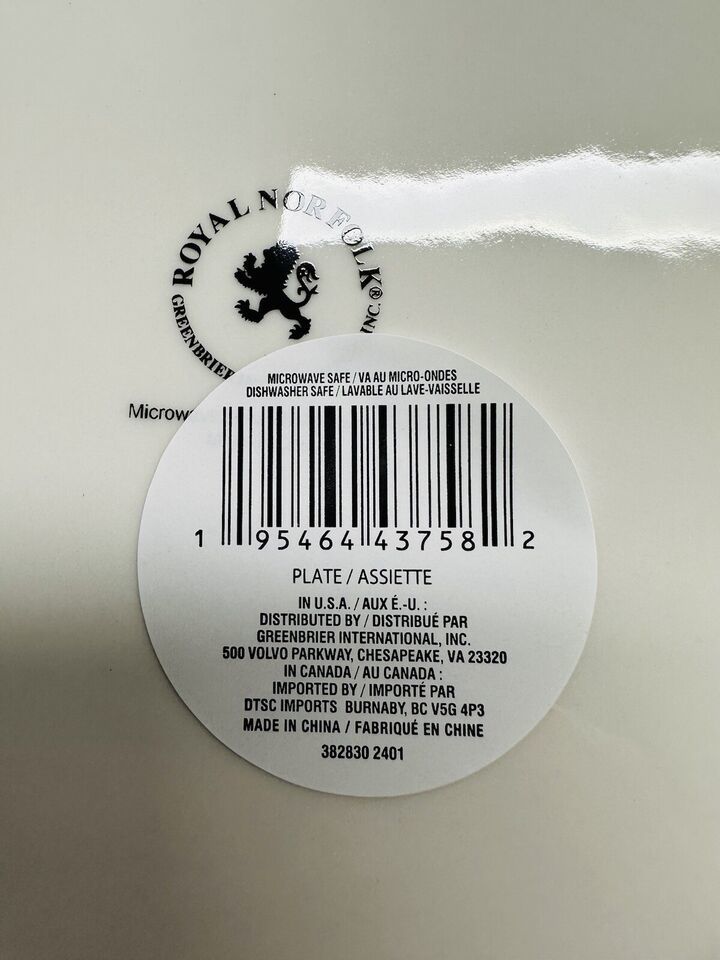 ROYAL NORFOLK®
GREENBRIER INC.
MICROWAVE SAFE / VA AU MICRO-ONDES
DISHWASHER SAFE / LAVABLE AU LAVE-VAISSELLE
1 95464 43758 2
PLATE / ASSIETTE
IN U.S.A. / AUX É.-U. :
DISTRIBUTED BY / DISTRIBUÉ PAR
GREENBRIER INTERNATIONAL, INC.
500 VOLVO PARKWAY, CHESAPEAKE, VA 23320
IN CANADA / AU CANADA :
IMPORTED BY / IMPORTÉ PAR
DTSC IMPORTS BURNABY, BC V5G 4P3
MADE IN CHINA / FABRIQUÉ EN CHINE
382830 2401